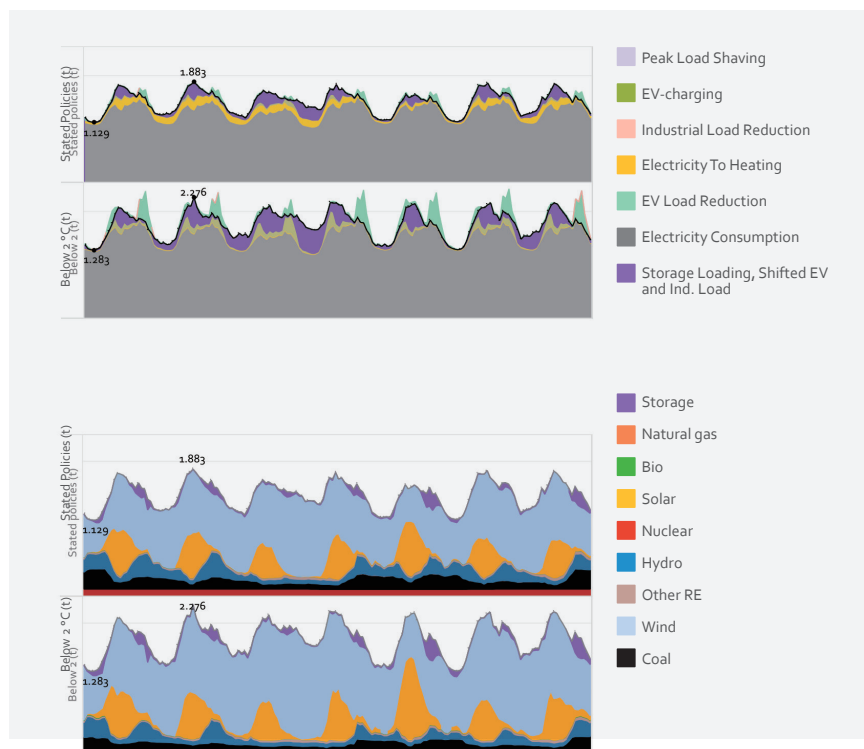 Stated Policies (t)
Stated policies (t)
1.883
1.129
Below 2 °C (t)
Below 2 (t)
2.276
1.283
Peak Load Shaving
EV-charging
Industrial Load Reduction
Electricity To Heating
EV Load Reduction
Electricity Consumption
Storage Loading, Shifted EV
and Ind. Load
Stated Policies (t)
Stated policies (t)
1.883
1.129
Below 2 °C (t)
Below 2 (t)
2.276
1.283
Storage
Natural gas
Bio
Solar
Nuclear
Hydro
Other RE
Wind
Coal